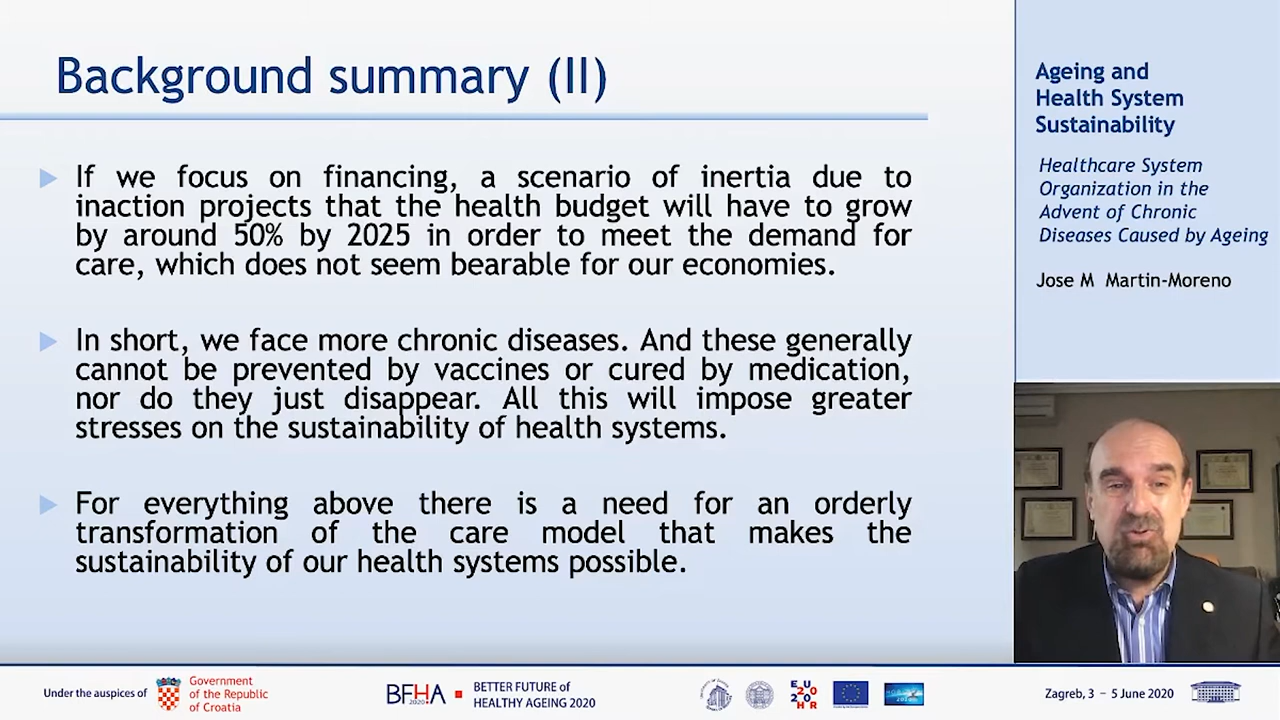 Background summary (II)
If we focus on financing, a scenario of inertia due to
inaction projects that the health budget will have to grow
by around 50% by 2025 in order to meet the demand for
care, which does not seem bearable for our economies.
In short, we face more chronic diseases. And these generally
cannot be prevented by vaccines or cured by medication,
nor do they just disappear. All this will impose greater
stresses on the sustainability of health systems.
For everything above there is a need for an orderly
transformation of the care model that makes the
sustainability of our health systems possible.
Ageing and
Health System
Sustainability
Healthcare System
Organization in the
Advent of Chronic
Diseases Caused by Ageing
Jose M Martin-Moreno
Under the auspices of
Government
of the Republic
of Croatia
BFHA
2020.
BETTER FUTURE of
HEALTHY AGEING 2020
EU
20
20
HR
Zagreb, 3 – 5 June 2020